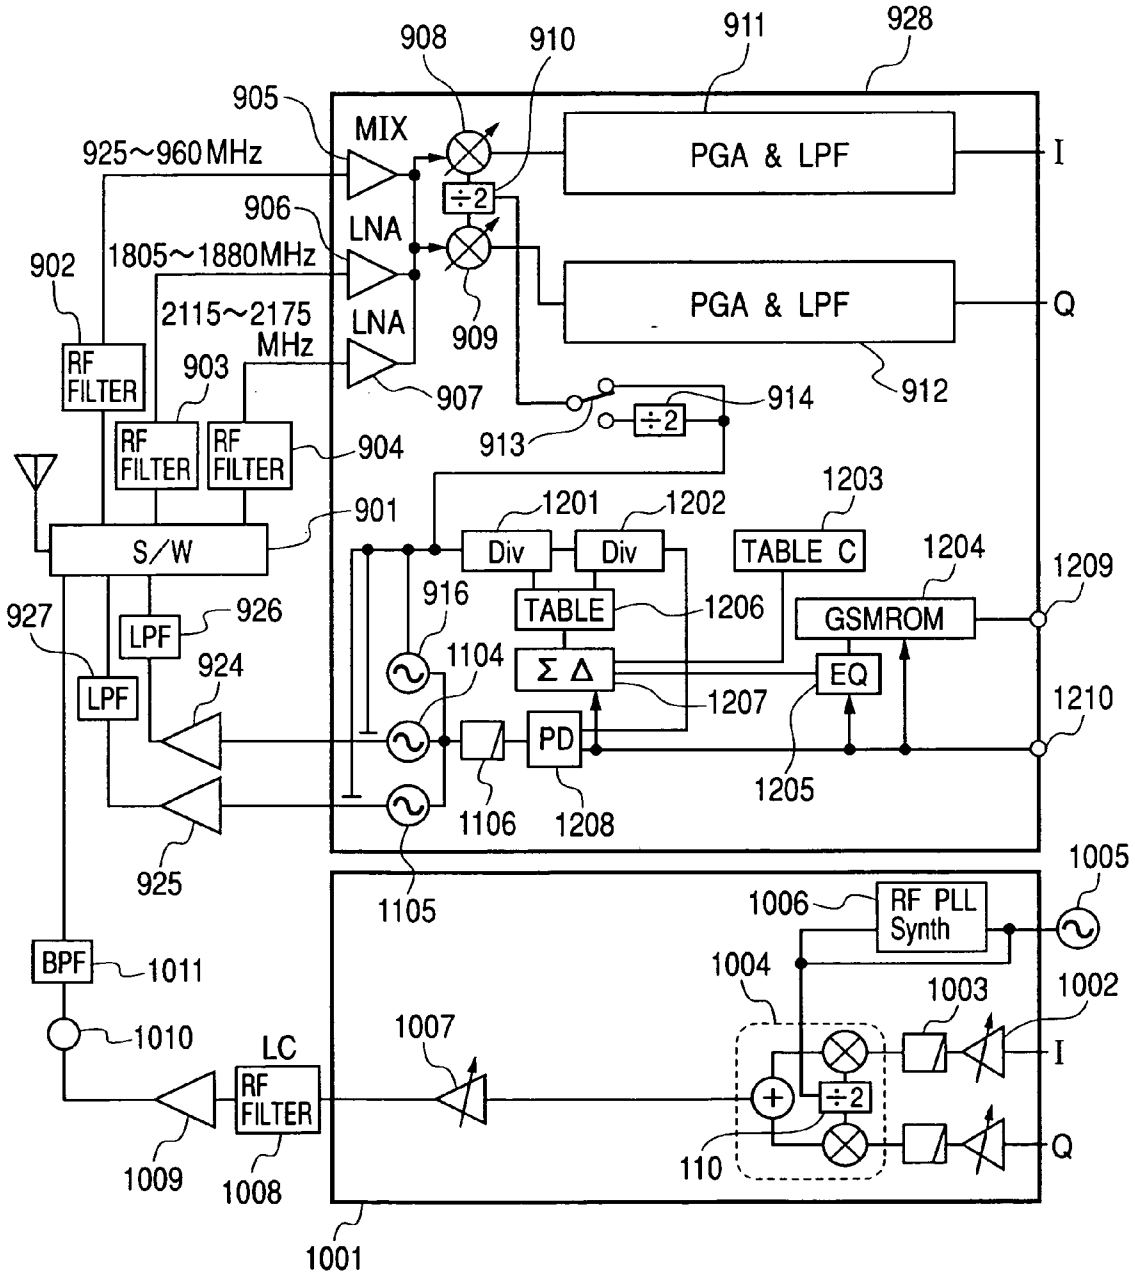 908
910
911
928
905
MIX
925~960MHz
PGA & LPF
I
÷2
906
LNA
902
1805~1880MHz
2115~2175
MHz
LNA
909
PGA & LPF
Q
RF
FILTER
903
907
914
912
÷2
913
RF
FILTER
RF
FILTER
904
901
1201
1202
1203
S/W
Div
Div
TABLE C
1204
1209
916
TABLE
1206
GSMROM
927
LPF
926
1104
Σ Δ
EQ
924
LPF
1207
1210
PD
1205
1106
1208
925
1105
1005
1006
RF PLL
Synth
BPF
1011
1004
1003
1002
1010
1007
LC
I
RF
FILTER
+
÷2
110
Q
1009
1008
1001